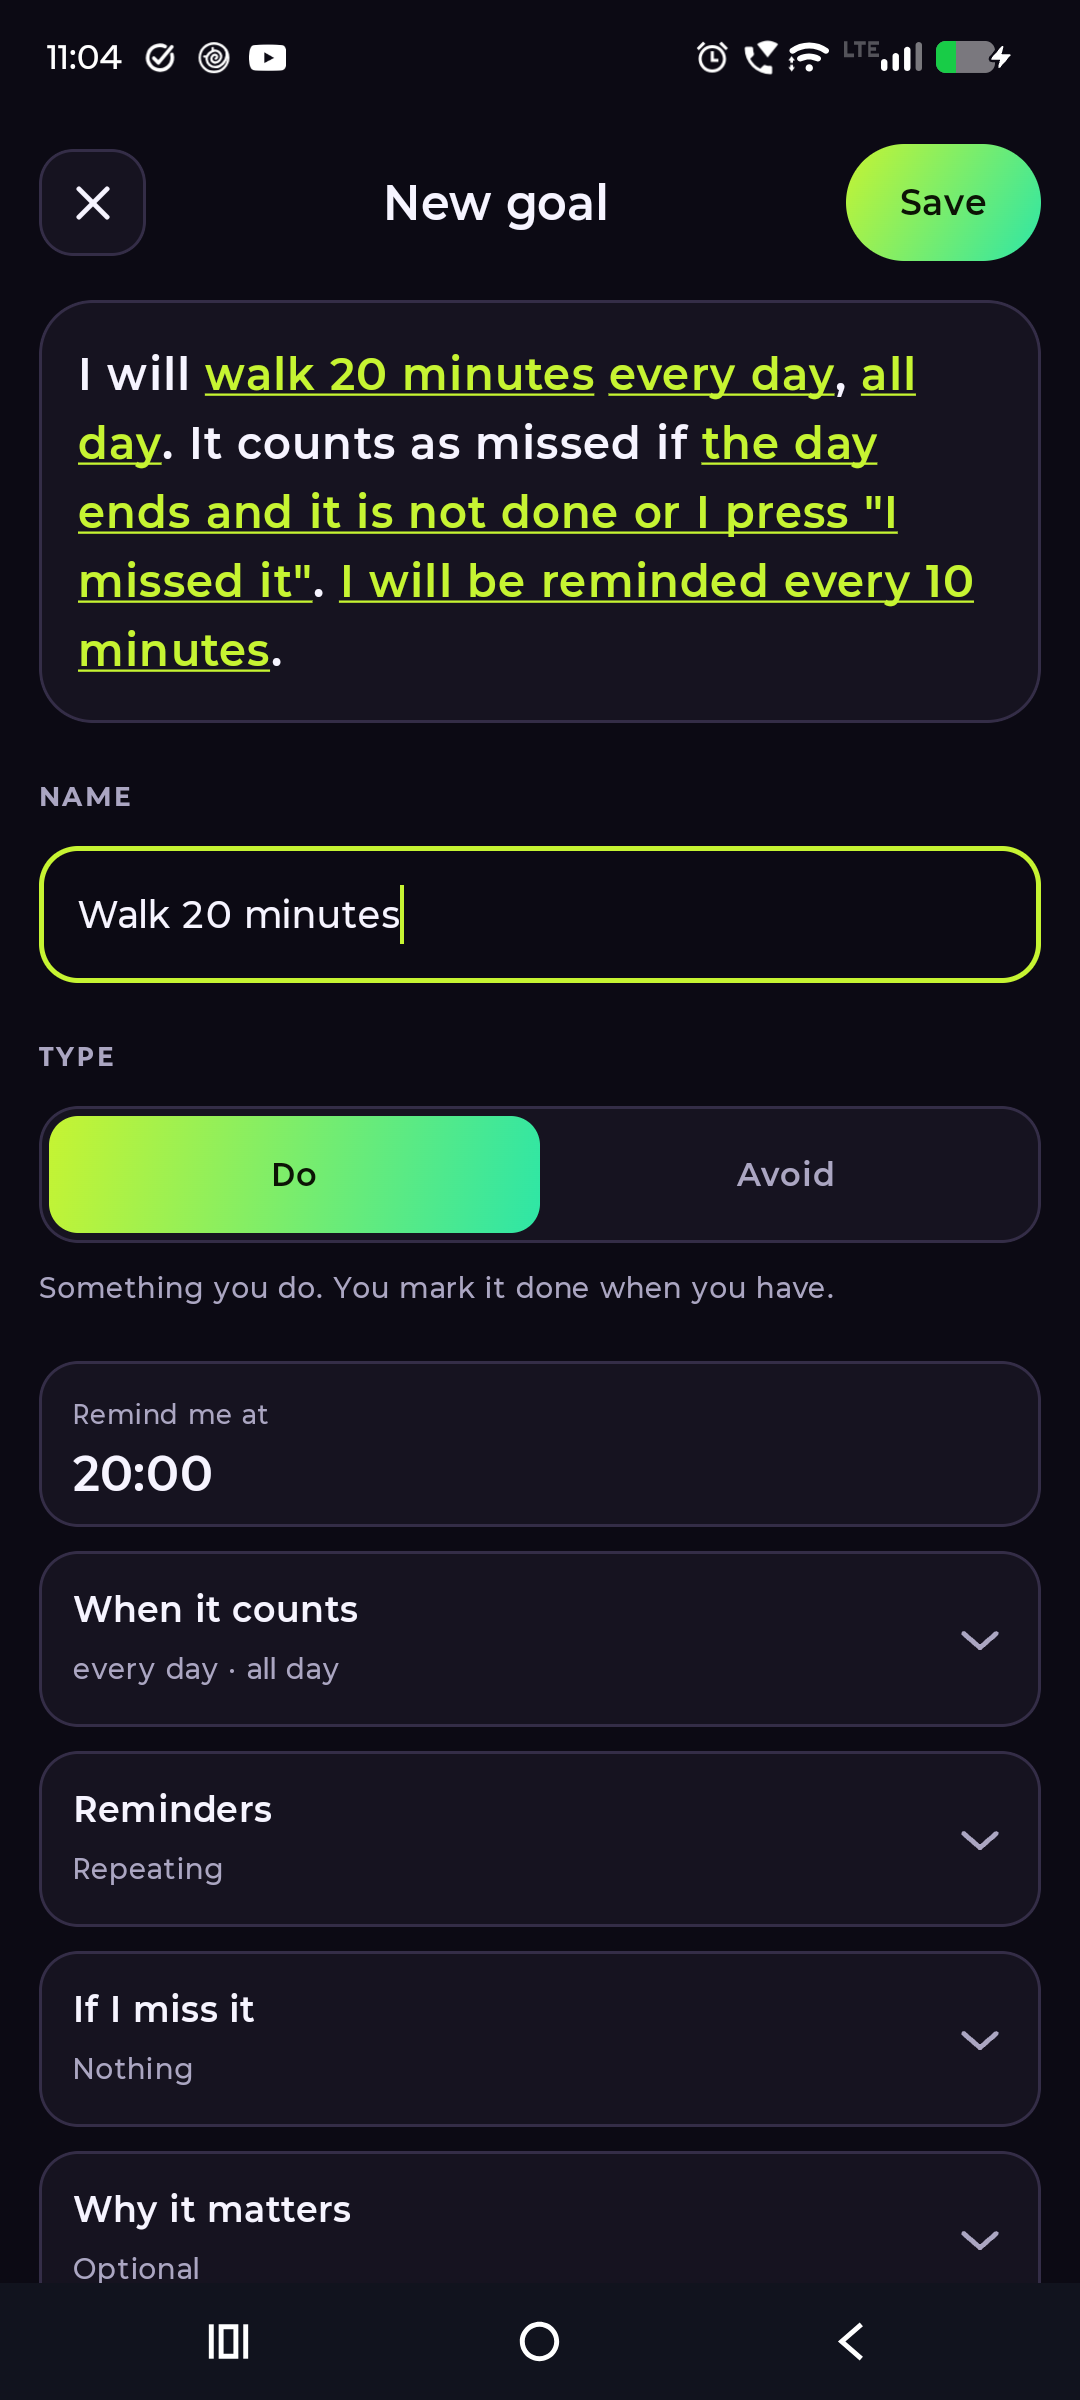 11:04
LTE
New goal
Save
I will walk 20 minutes every day, all
day. It counts as missed if the day
ends and it is not done or I press "I
missed it". I will be reminded every 10
minutes.
NAME
Walk 20 minutes
TYPE
Do
Avoid
Something you do. You mark it done when you have.
Remind me at
20:00
When it counts
every day · all day
Reminders
Repeating
If I miss it
Nothing
Why it matters
Optional